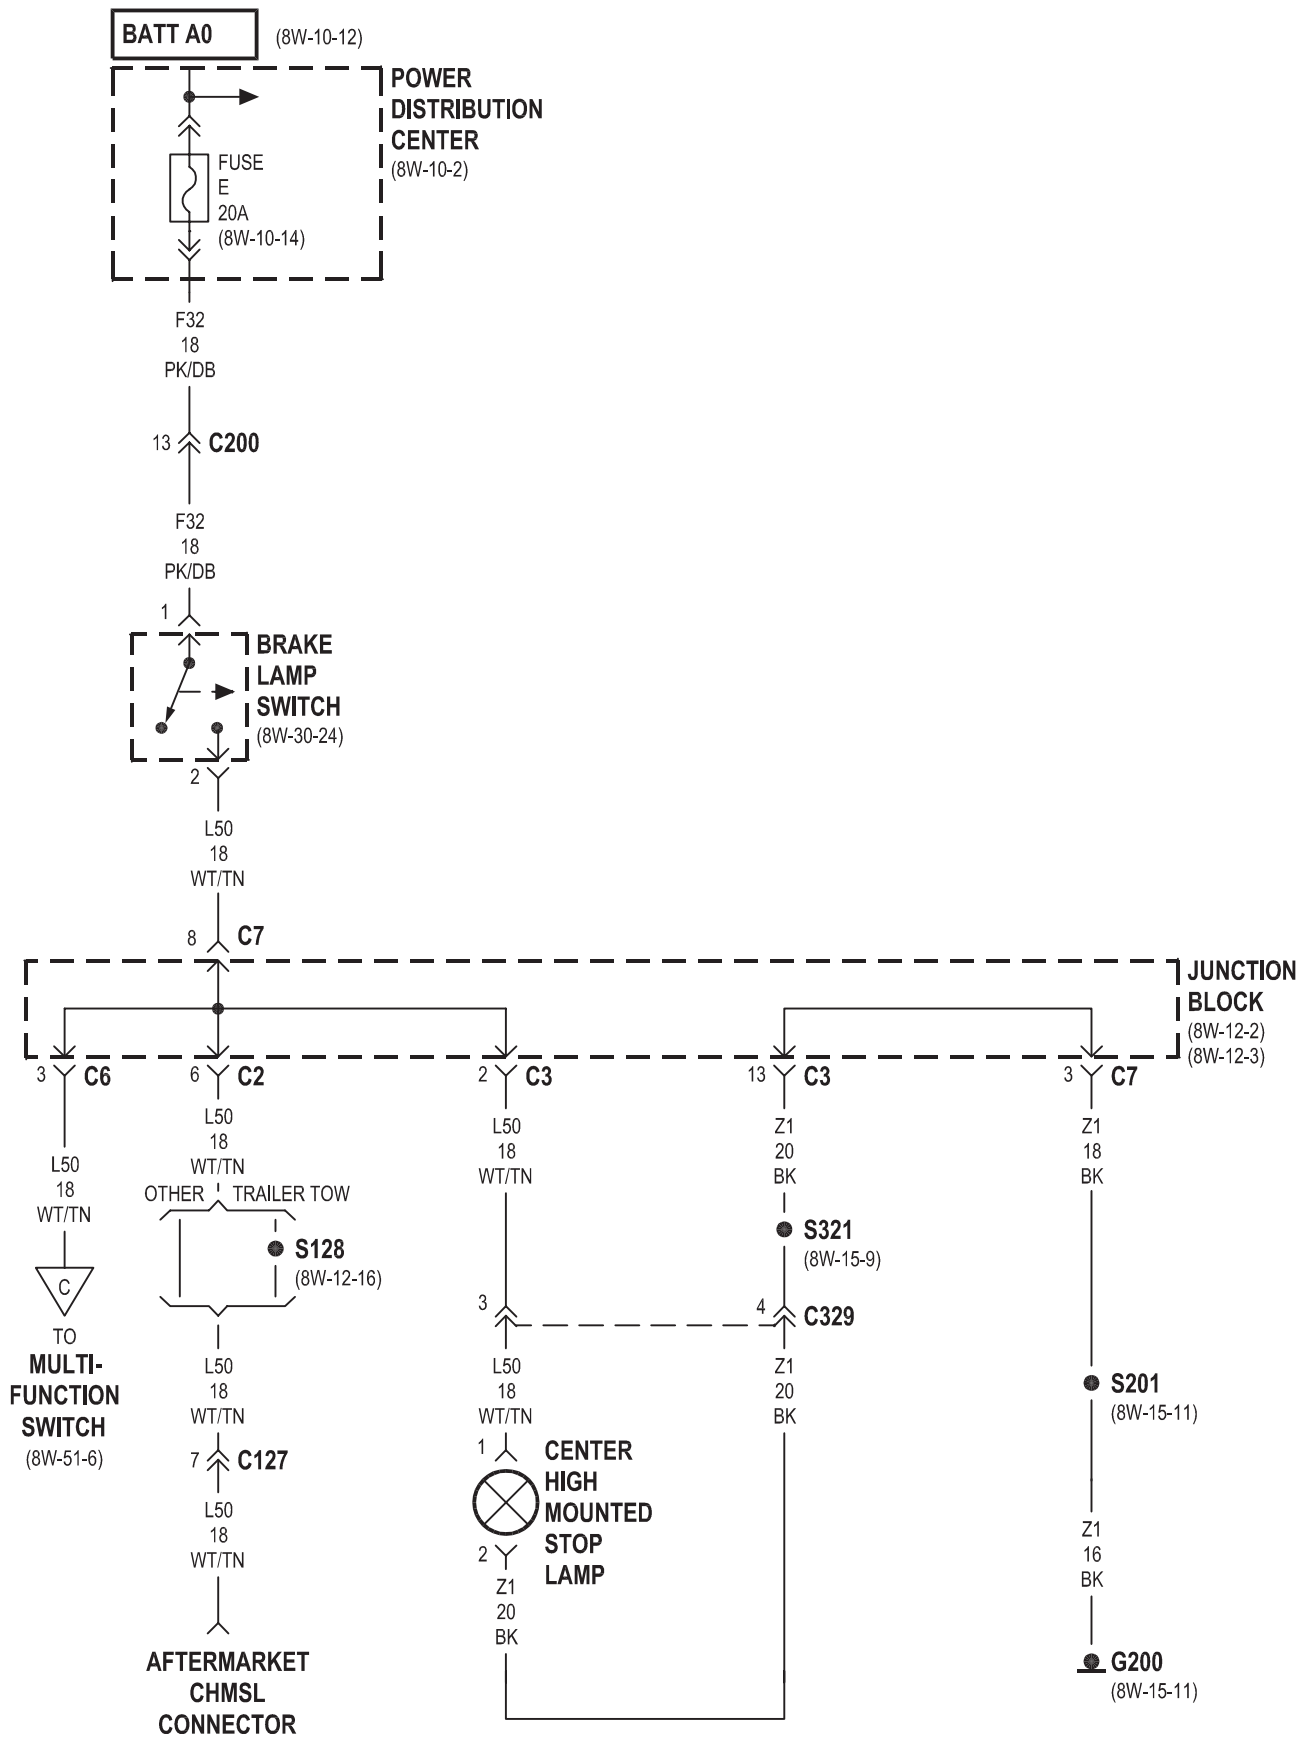 BATT A0
(8W-10-12)
POWER
DISTRIBUTION
CENTER
(8W-10-2)
FUSE
E
20A
(8W-10-14)
F32
18
PK/DB
13
C200
F32
18
PK/DB
1
BRAKE
LAMP
SWITCH
(8W-30-24)
2
L50
18
WT/TN
8
C7
JUNCTION
BLOCK
(8W-12-2)
(8W-12-3)
3
C6
6
C2
2
C3
13
C3
3
C7
L50
18
WT/TN
C
TO
MULTI-
FUNCTION
SWITCH
(8W-51-6)
L50
18
WT/TN
OTHER
TRAILER TOW
S128
(8W-12-16)
L50
18
WT/TN
7
C127
L50
18
WT/TN
AFTERMARKET
CHMSL
CONNECTOR
L50
18
WT/TN
3
L50
18
WT/TN
1
CENTER
HIGH
MOUNTED
STOP
LAMP
2
Z1
20
BK
Z1
20
BK
S321
(8W-15-9)
4
C329
Z1
20
BK
Z1
18
BK
S201
(8W-15-11)
Z1
16
BK
G200
(8W-15-11)